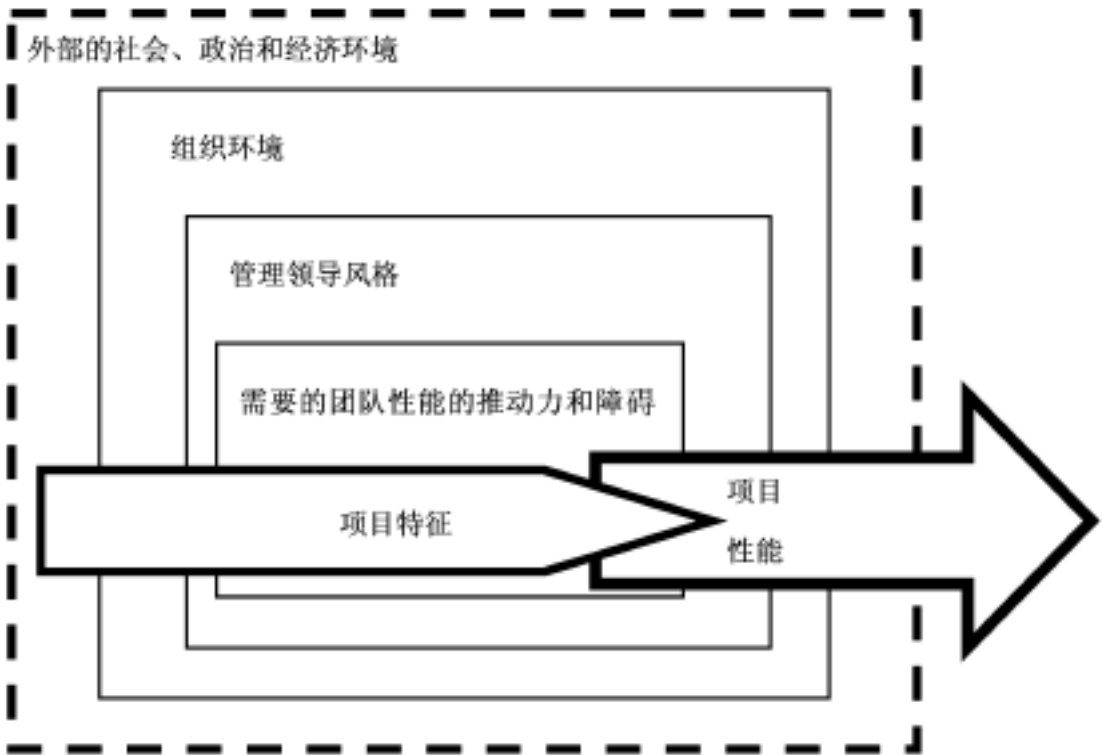 外部的社会、政治和经济环境
组织环境
管理领导风格
需要的团队性能的推动力和障碍
项目特征
项目
性能